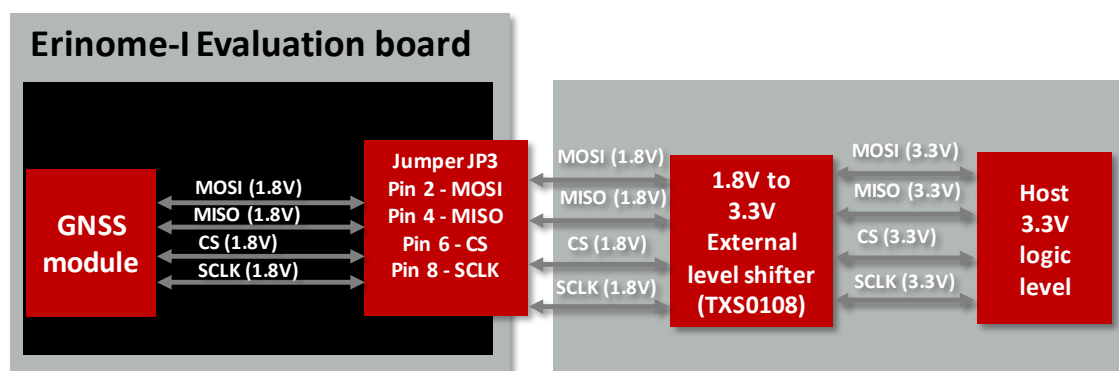 Erinome-I Evaluation board
GNSS
module
MOSI (1.8V)
MISO (1.8V)
CS (1.8V)
SCLK (1.8V)
Jumper JP3
Pin 2 - MOSI
Pin 4 - MISO
Pin 6 - CS
Pin 8 - SCLK
MOSI (1.8V)
MISO (1.8V)
CS (1.8V)
SCLK (1.8V)
1.8V to
3.3V
External
level shifter
(TXS0108)
MOSI (3.3V)
MISO (3.3V)
CS (3.3V)
SCLK (3.3V)
Host
3.3V
logic
level